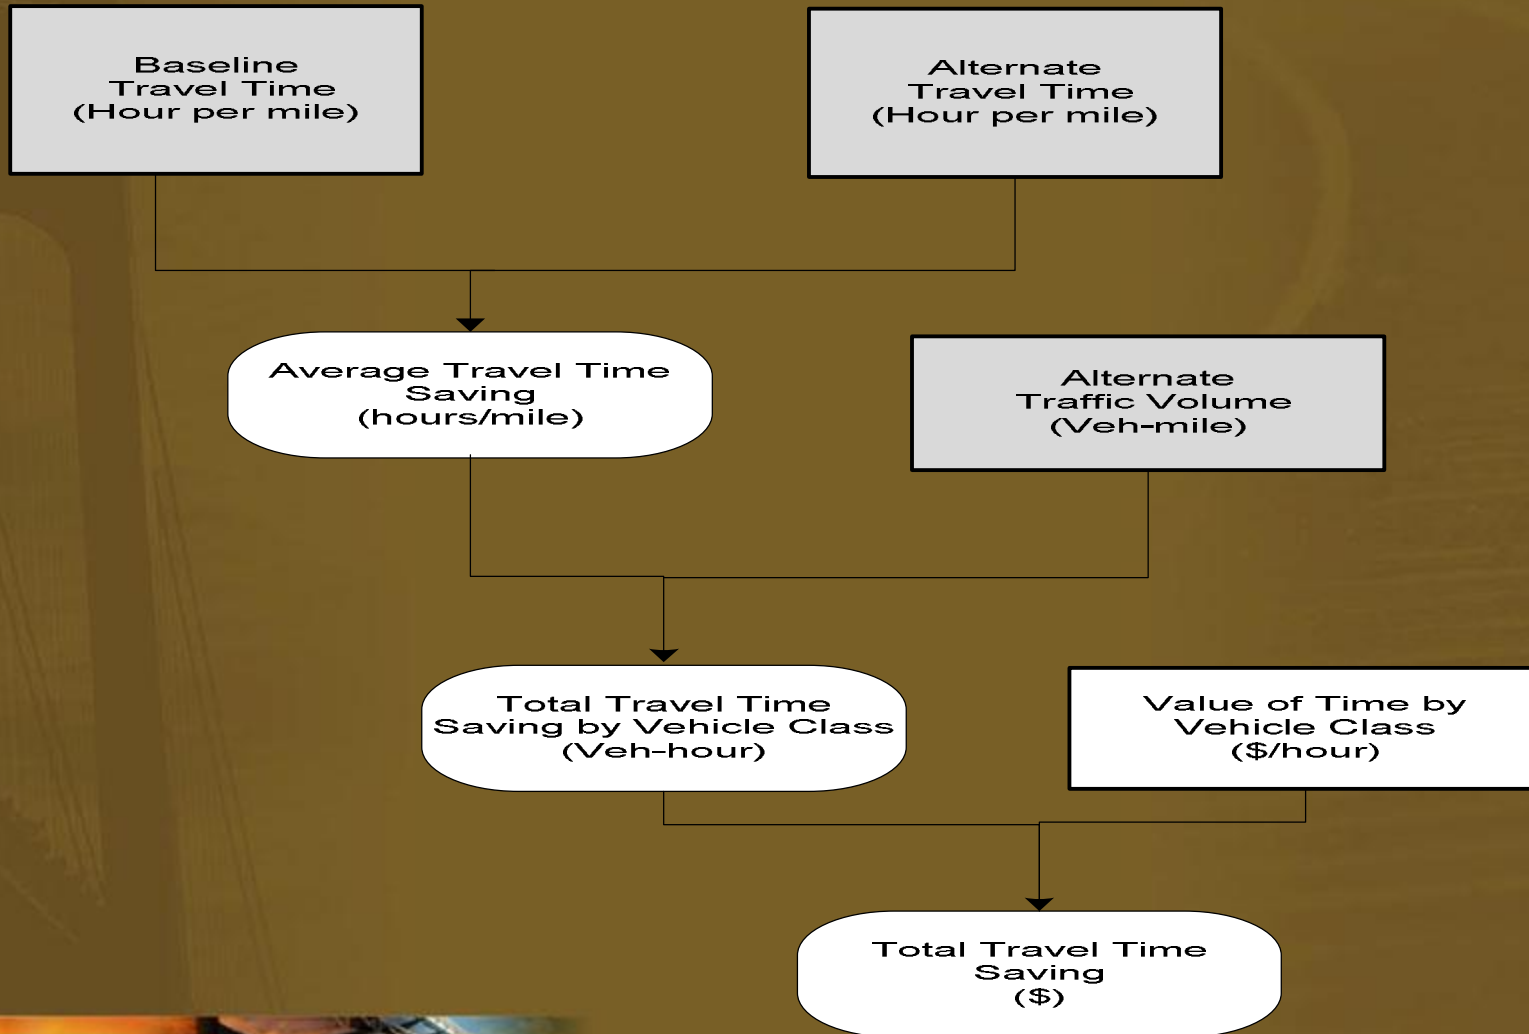 Baseline
Travel Time
(Hour per mile)
Alternate
Travel Time
(Hour per mile)
Average Travel Time
Saving
(hours/mile)
Alternate
Traffic Volume
(Veh-mile)
Total Travel Time
Saving by Vehicle Class
(Veh-hour)
Value of Time by
Vehicle Class
($/hour)
Total Travel Time
Saving
($)